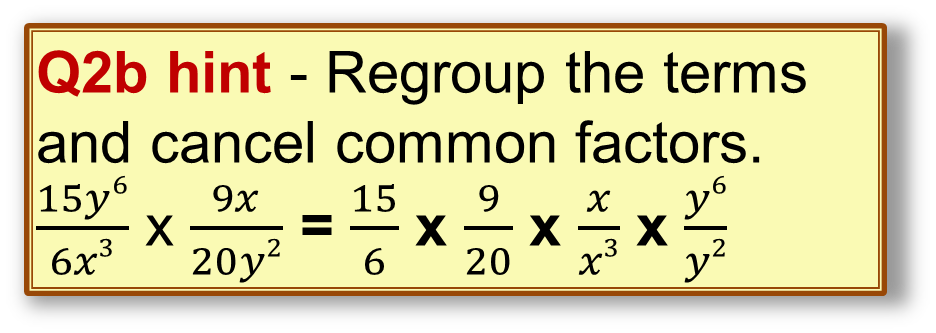 Q2b hint - Regroup the terms
and cancel common factors.
15y⁶/6x³ x 9x/20y² = 15/6 x 9/20 x x/x³ x y⁶/y²